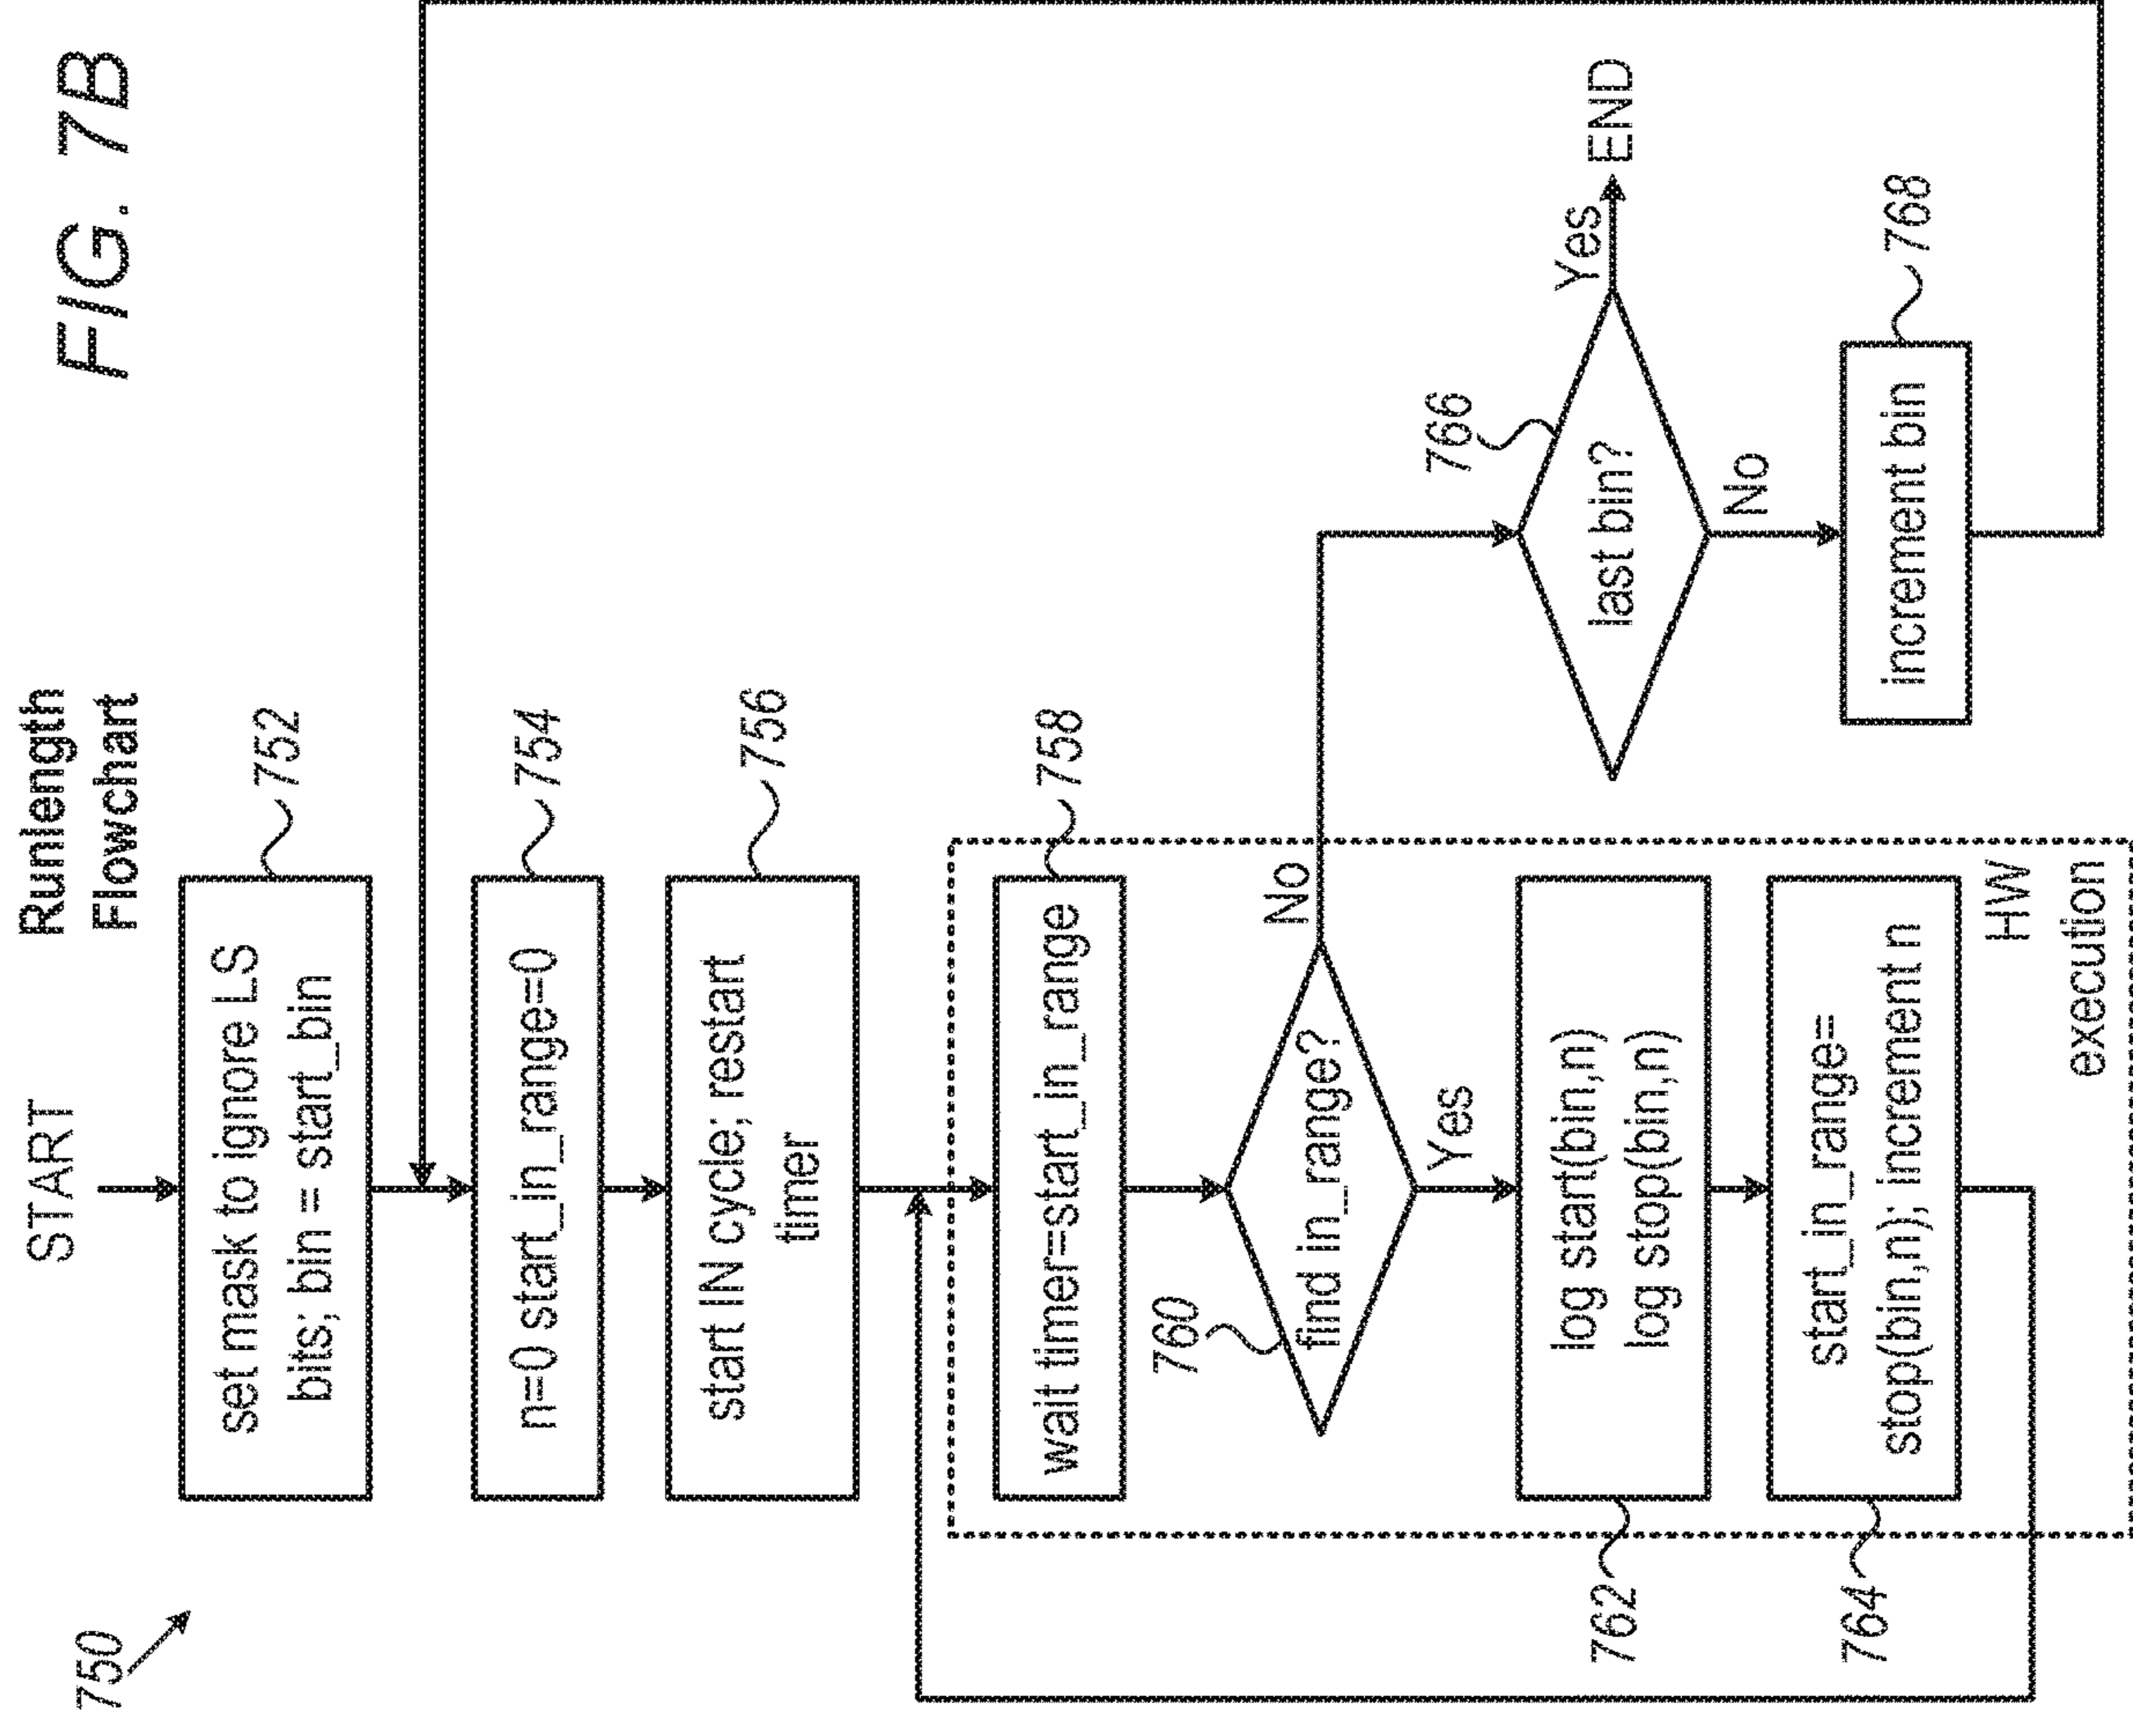 FIG. 7B
Runlength
Flowchart
750
START
set mask to ignore LS
bits; bin = start_bin
752
n=0 start_in_range=0
754
start IN cycle; restart
timer
756
wait timer=start_in_range
758
760
find in_range?
No
Yes
log start(bin,n)
log stop(bin,n)
762
start_in_range=
stop(bin,n); increment n
764
HW
execution
766
last bin?
Yes
END
No
increment bin
768